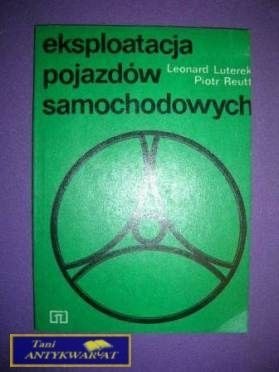 eksploatacja
pojazdów
samochodowych
Leonard Luterek
Piotr Reutt
Tani
ANTYKWARIAT